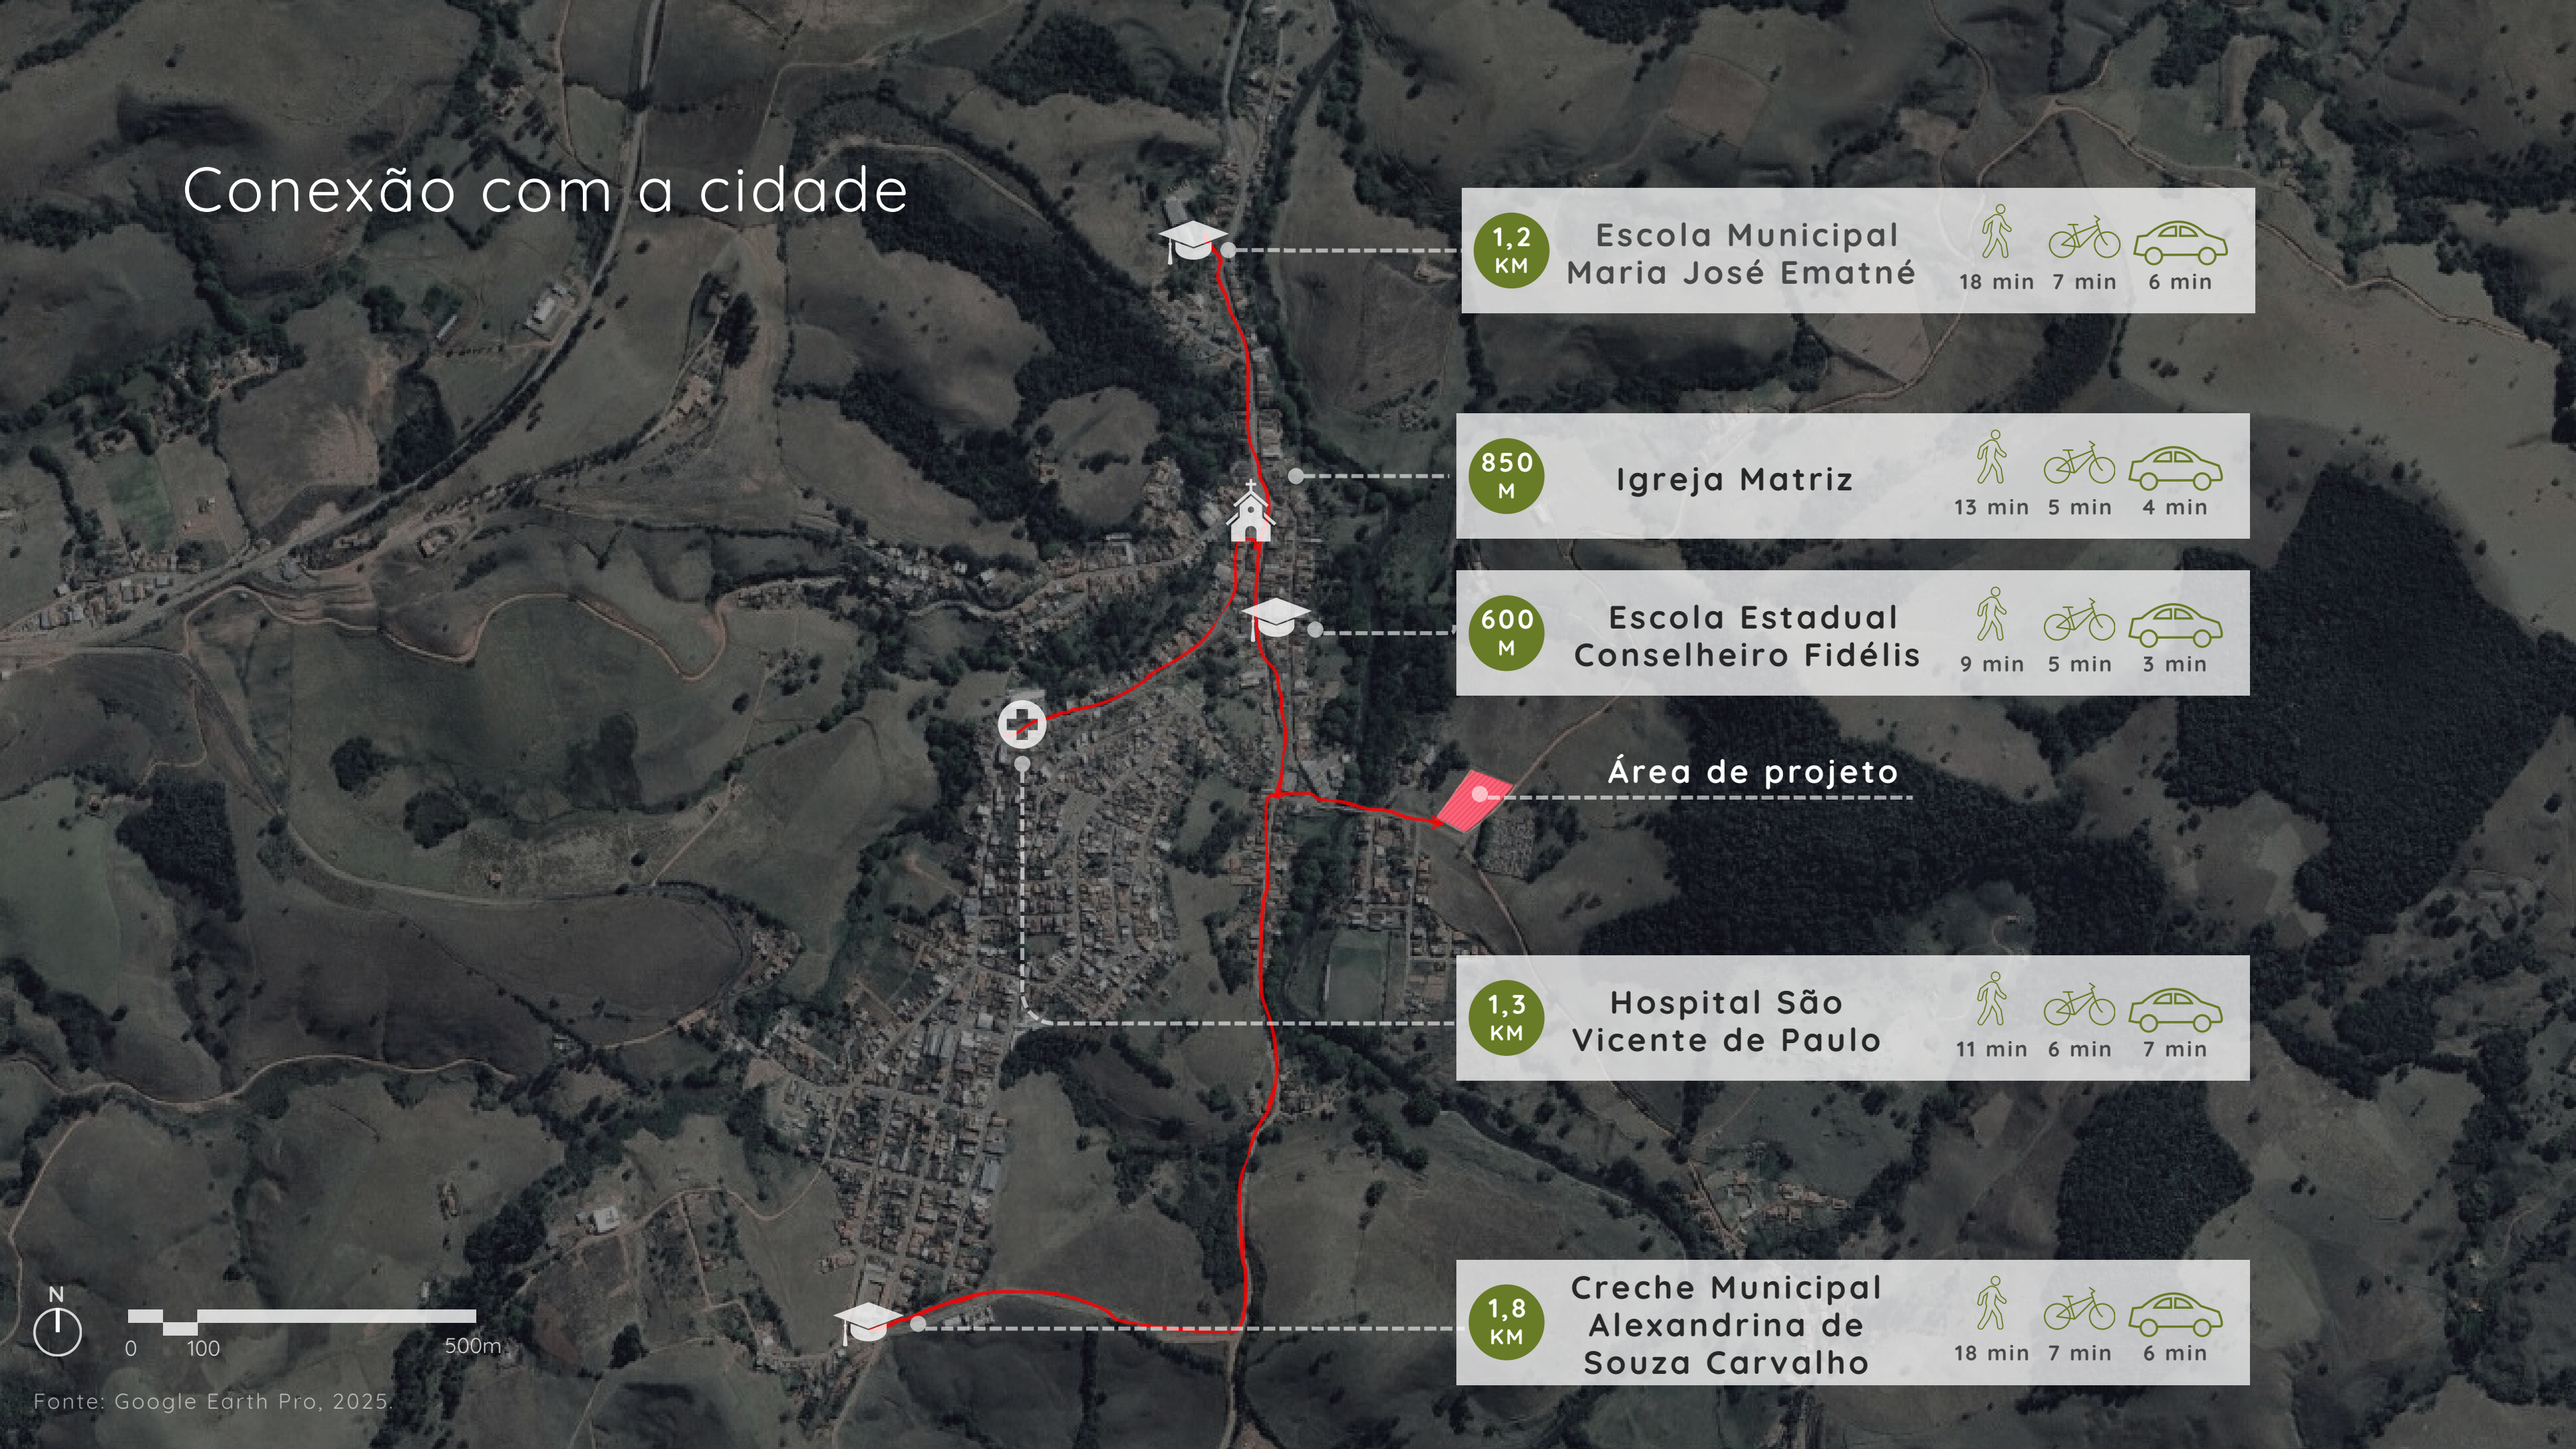 Conexão com a cidade
1,2
KM
Escola Municipal
Maria José Ematné
18 min 7 min 6 min
850
M
Igreja Matriz
13 min 5 min 4 min
600
M
Escola Estadual
Conselheiro Fidélis
9 min 5 min 3 min
Área de projeto
1,3
KM
Hospital São
Vicente de Paulo
11 min 6 min 7 min
1,8
KM
Creche Municipal
Alexandrina de
Souza Carvalho
18 min 7 min 6 min
N
0 100 500m
Fonte: Google Earth Pro, 2025.